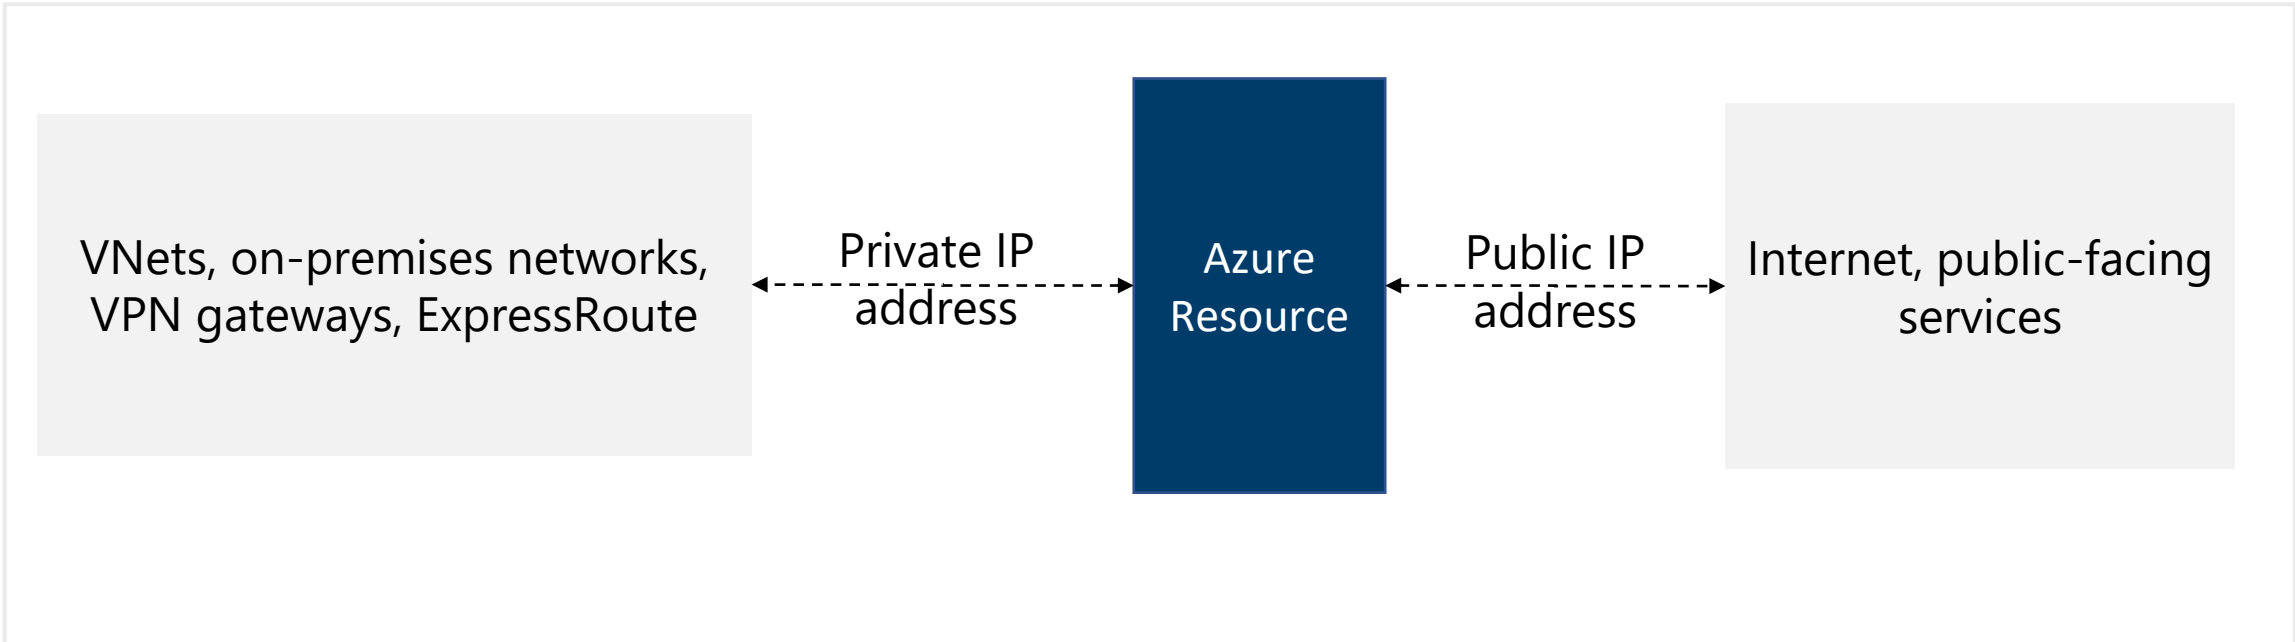 VNets, on-premises networks,
VPN gateways, ExpressRoute
Private IP
address
Azure
Resource
Public IP
address
Internet, public-facing
services